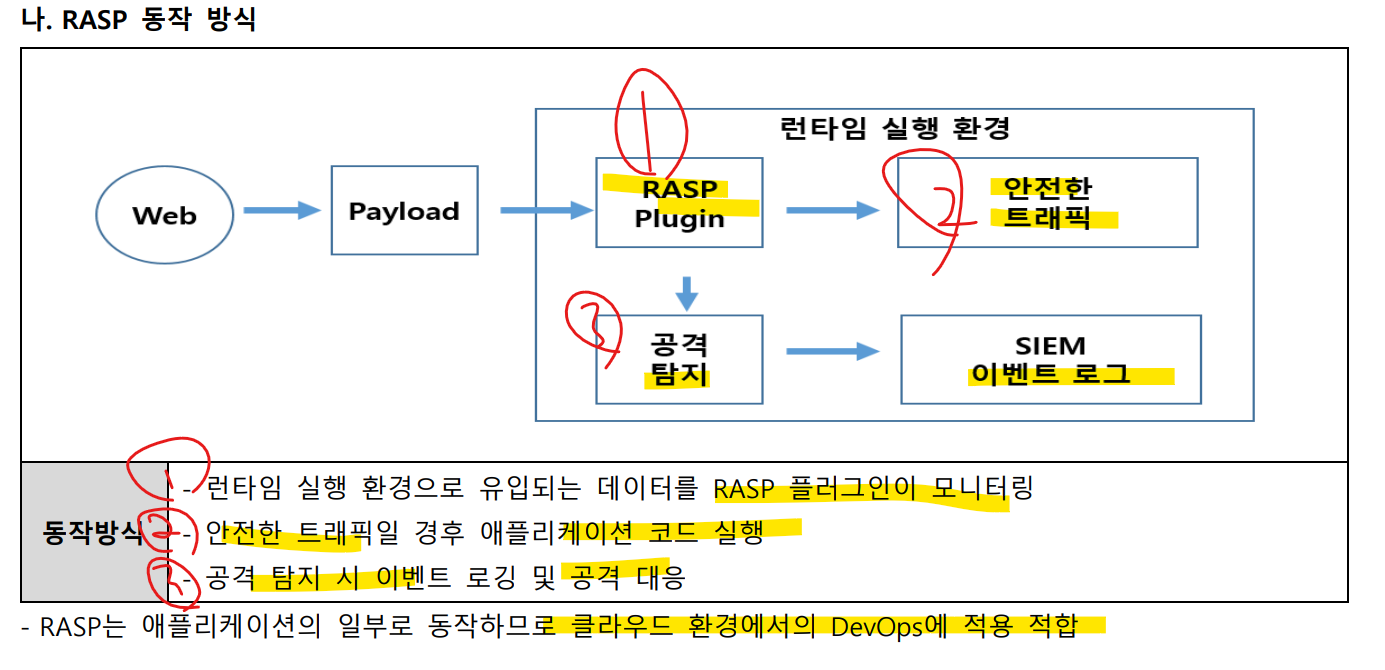 나. RASP 동작 방식
런타임 실행 환경
1
Web
Payload
RASP
Plugin
2
안전한
트래픽
3
공격
탐지
SIEM
이벤트 로그
동작방식
1
- 런타임 실행 환경으로 유입되는 데이터를 RASP 플러그인이 모니터링
2
- 안전한 트래픽일 경후 애플리케이션 코드 실행
3
- 공격 탐지 시 이벤트 로깅 및 공격 대응
- RASP는 애플리케이션의 일부로 동작하므로 클라우드 환경에서의 DevOps에 적용 적합